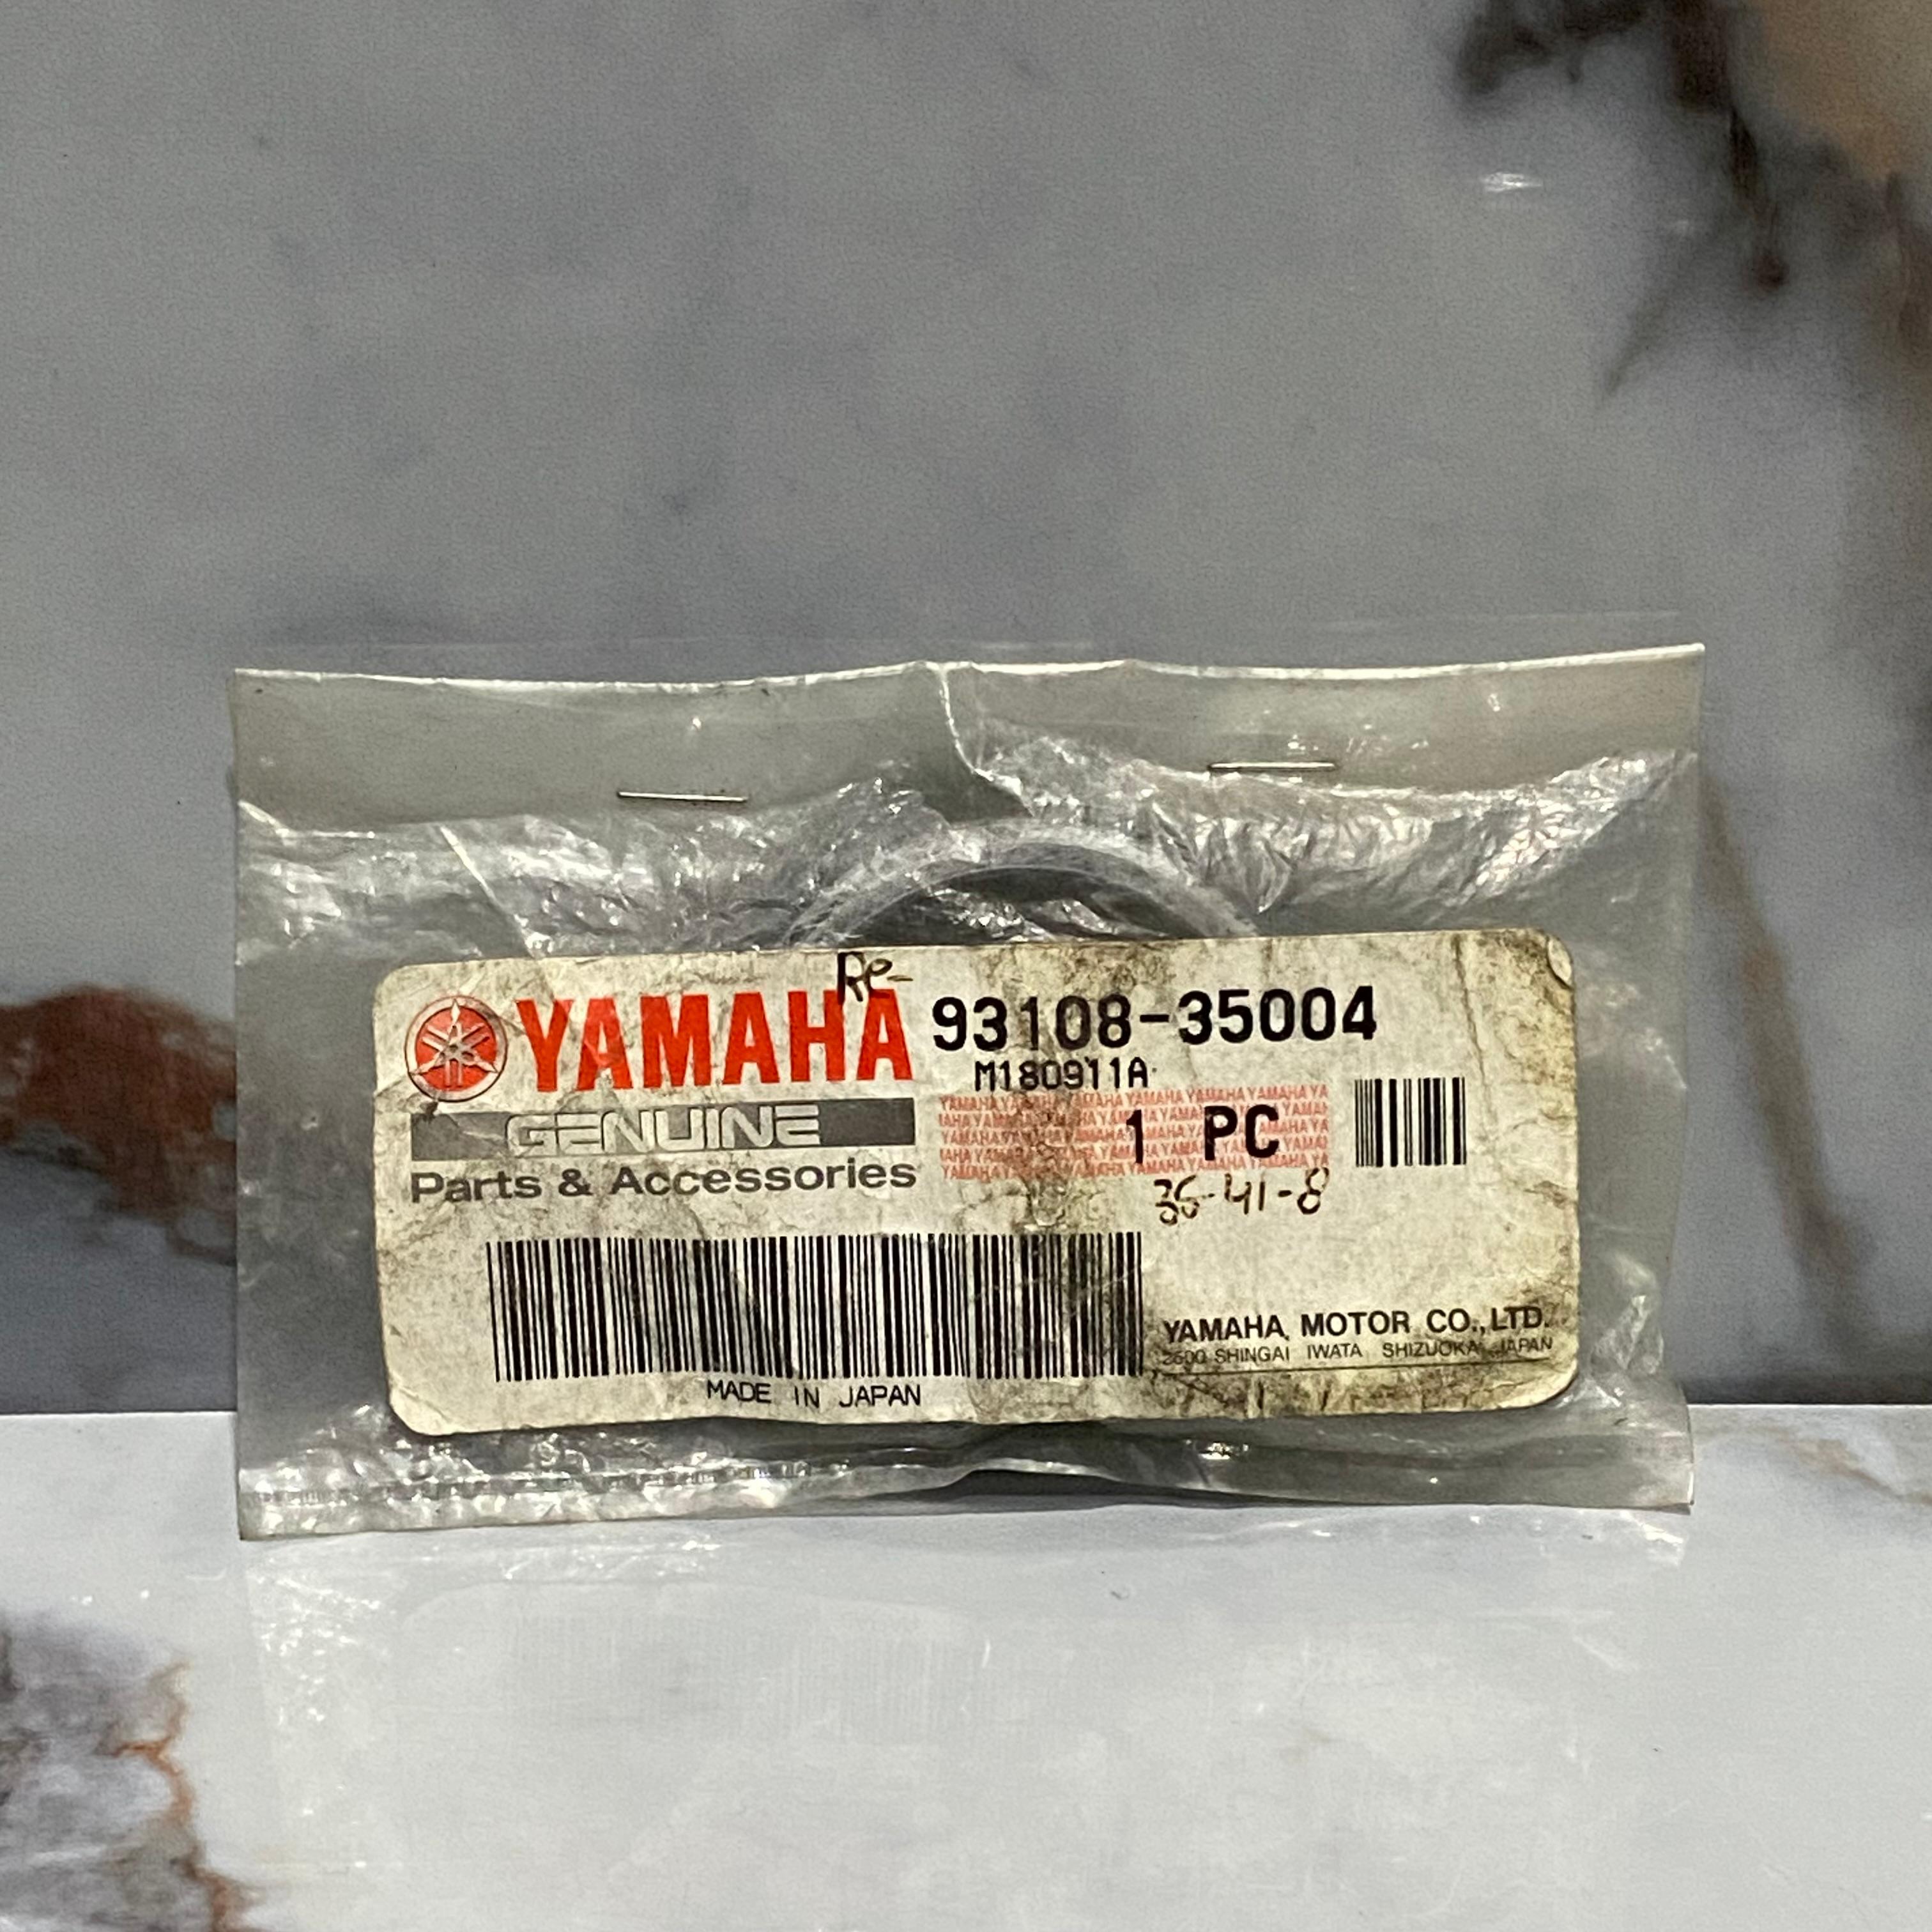 Re-
YAMAHA 93108-35004
M180911A
GENUINE
1 PC
Parts & Accessories
36-41-8
YAMAHA MOTOR CO.,LTD.
2500 SHINGAI IWATA SHIZUOKA JAPAN
MADE IN JAPAN